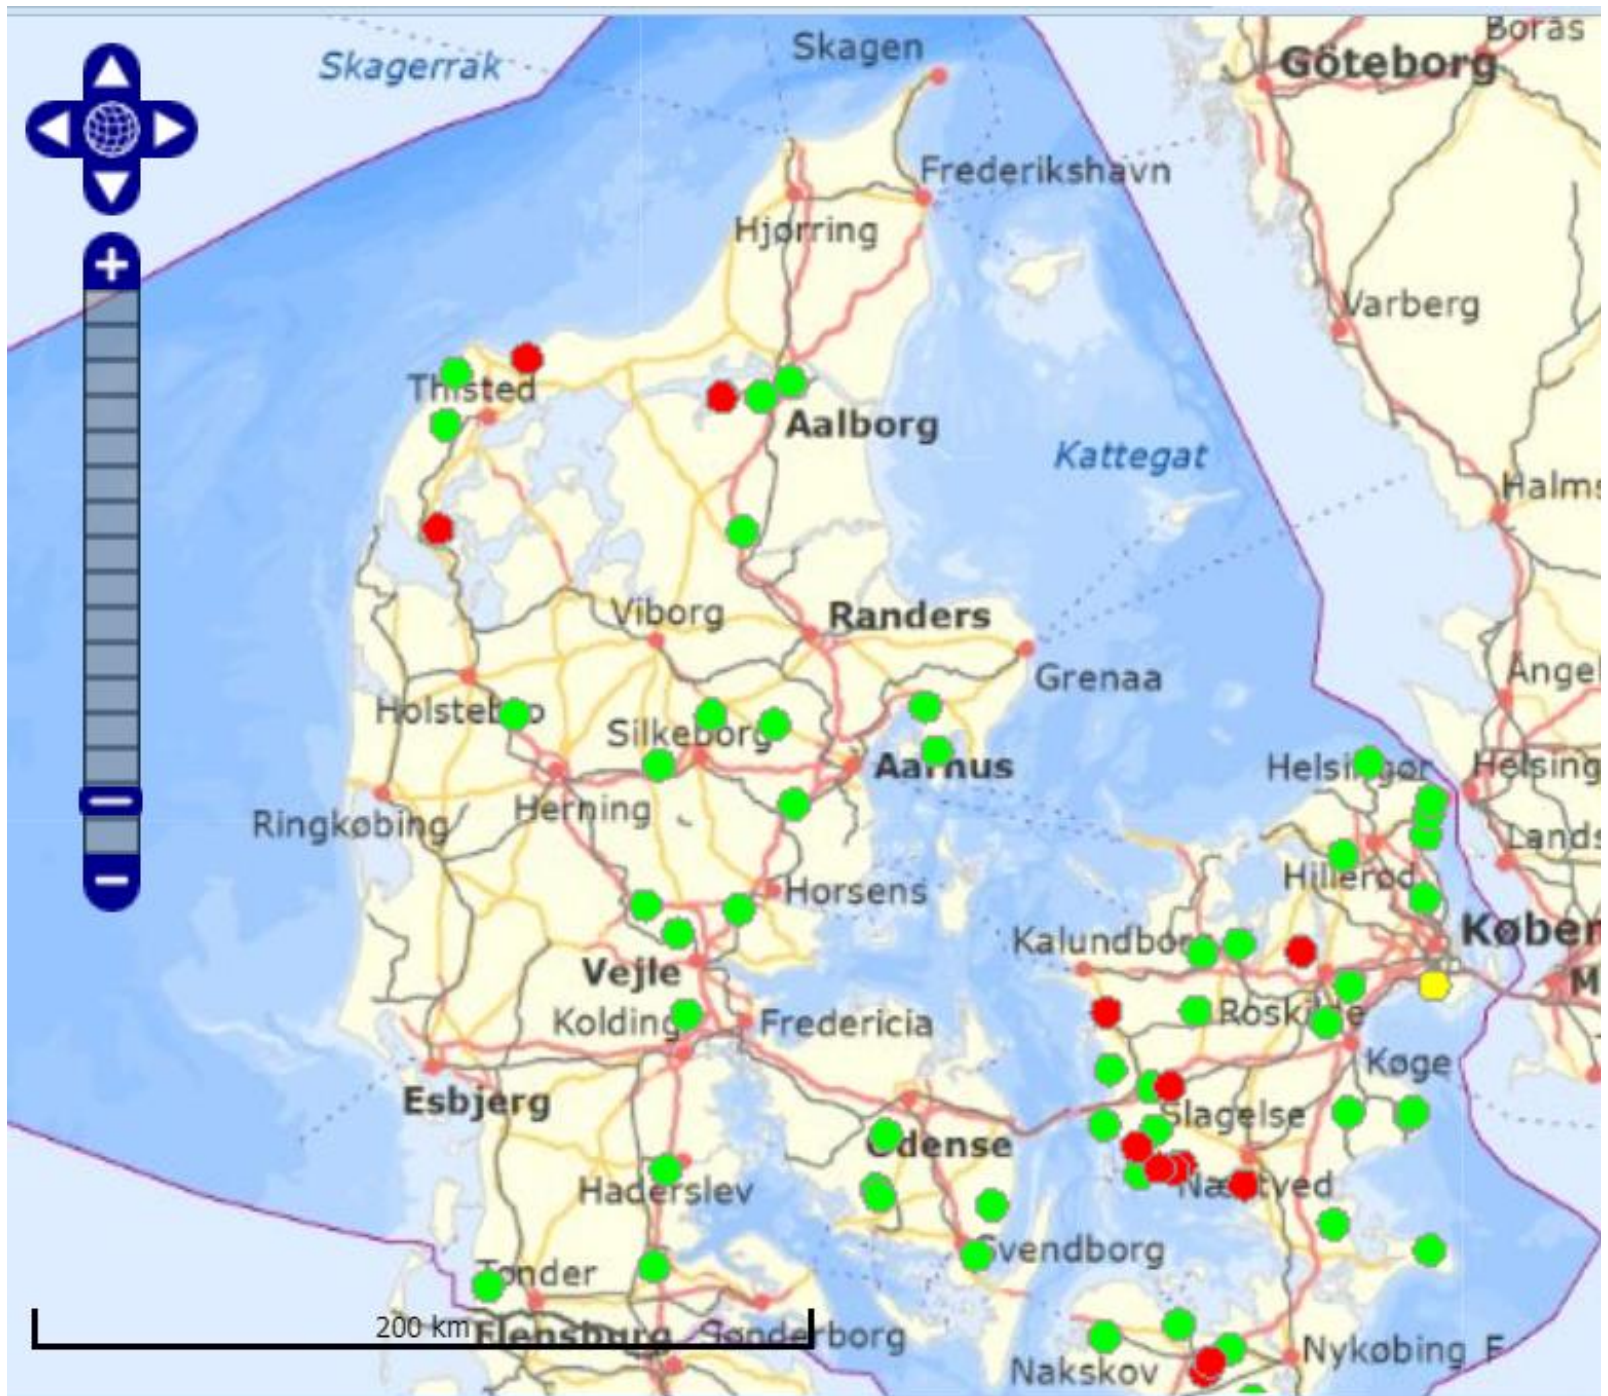 Borås
Skagen
Göteborg
Skagerrak
Frederikshavn
Hjørring
Varberg
Thisted
Aalborg
Kattegat
Halms
Viborg
Randers
Grenaa
Ängel
Holstebro
Silkeborg
Aarhus
Helsingør
Helsing
Herning
Ringkøbing
Lands
Hillerød
Horsens
Køben
Kalundborg
Vejle
M
Roskilde
Kolding
Fredericia
Køge
Esbjerg
Slagelse
Odense
Næstved
Haderslev
Svendborg
Tønder
200 km
Flensburg
Sønderborg
Nykøbing F
Nakskov